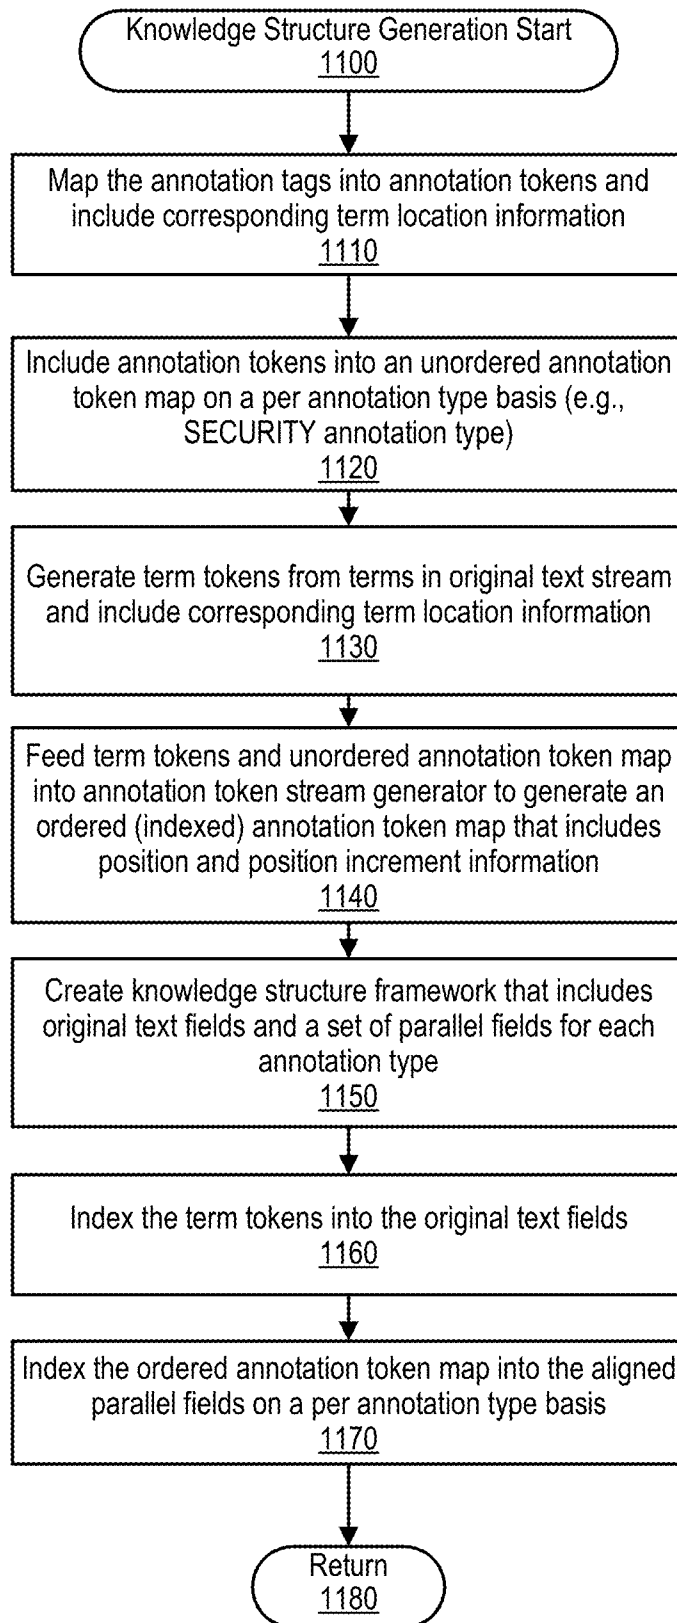 Knowledge Structure Generation Start
1100
Map the annotation tags into annotation tokens and
include corresponding term location information
1110
Include annotation tokens into an unordered annotation
token map on a per annotation type basis (e.g.,
SECURITY annotation type)
1120
Generate term tokens from terms in original text stream
and include corresponding term location information
1130
Feed term tokens and unordered annotation token map
into annotation token stream generator to generate an
ordered (indexed) annotation token map that includes
position and position increment information
1140
Create knowledge structure framework that includes
original text fields and a set of parallel fields for each
annotation type
1150
Index the term tokens into the original text fields
1160
Index the ordered annotation token map into the aligned
parallel fields on a per annotation type basis
1170
Return
1180